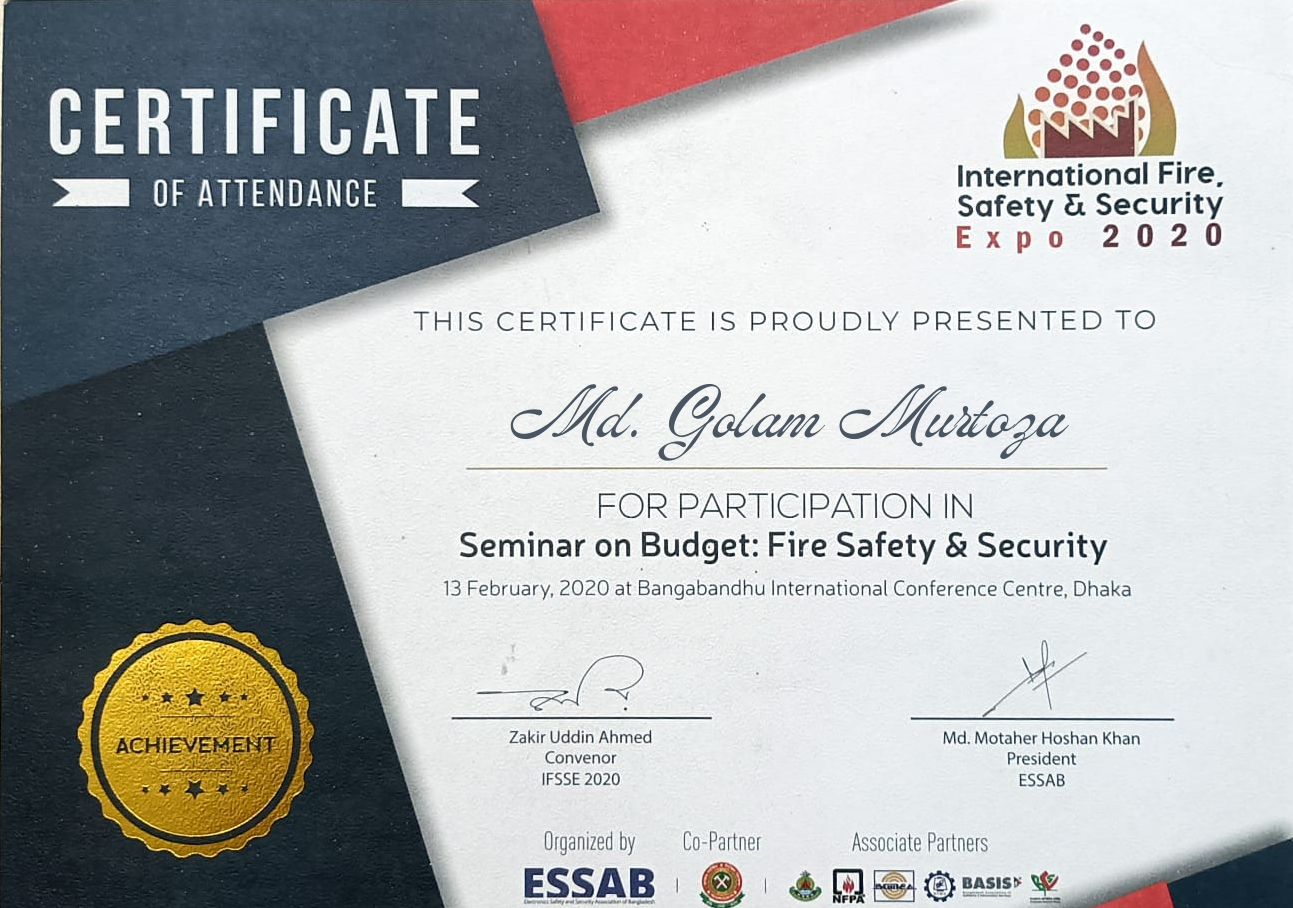 CERTIFICATE
OF ATTENDANCE
International Fire,
Safety & Security
Expo 2020
THIS CERTIFICATE IS PROUDLY PRESENTED TO
Md. Golam Murtoza
FOR PARTICIPATION IN
Seminar on Budget: Fire Safety & Security
13 February, 2020 at Bangabandhu International Conference Centre, Dhaka
ACHIEVEMENT
Zakir Uddin Ahmed
Convenor
IFSSE 2020
Md. Motaher Hoshan Khan
President
ESSAB
Organized by
Co-Partner
Associate Partners
ESSAB
Electronics Safety and Security Association of Bangladesh
NFPA
BGMEA
BASIS